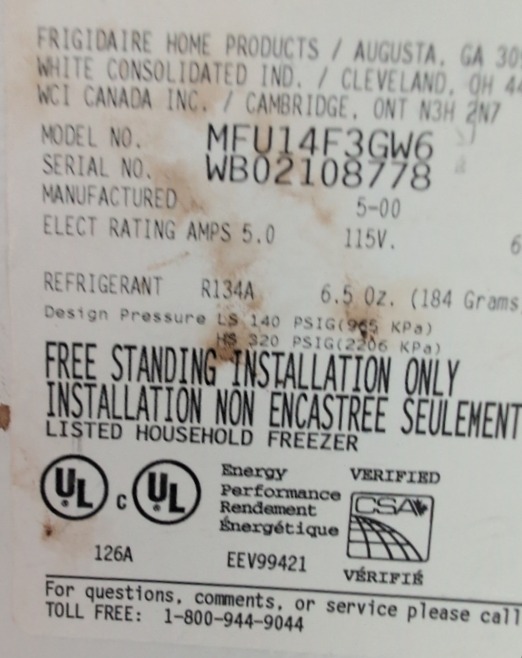 FRIGIDAIRE HOME PRODUCTS / AUGUSTA, GA
WHITE CONSOLIDATED IND. / CLEVELAND, OH
WCI CANADA INC. / CAMBRIDGE, ONT N3H 2N7
MODEL NO. MFU14F3GW6
SERIAL NO. WB02108778
MANUFACTURED 5-00
ELECT RATING AMPS 5.0 115V. 6
REFRIGERANT R134A 6.5 Oz. (184 Grams
Design Pressure LS 140 PSIG(965 KPa)
HS 320 PSIG(2206 KPa)
FREE STANDING INSTALLATION ONLY
INSTALLATION NON ENCASTREE SEULEMENT
LISTED HOUSEHOLD FREEZER
UL c UL
Energy
Performance
Rendement
Énergétique
VERIFIED
CSA
VÉRIFIÉ
126A
EEV99421
For questions, comments, or service please call
TOLL FREE: 1-800-944-9044